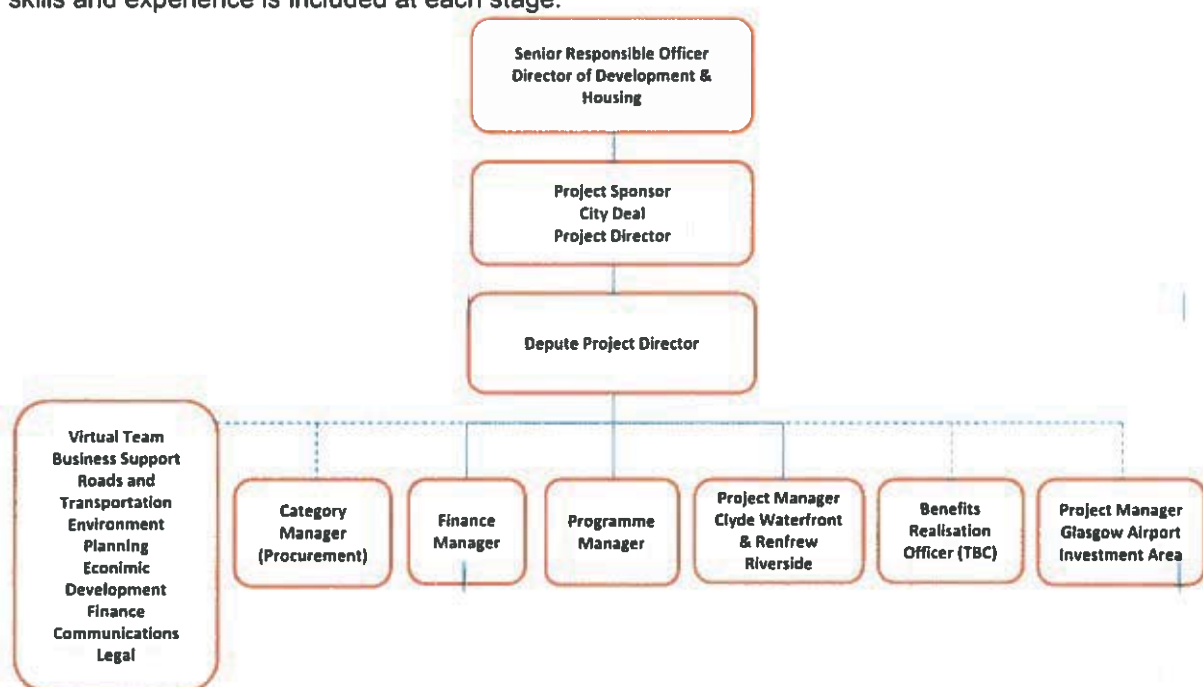 skills and experience is included at each stage.
Senior Responsible Officer
Director of Development &
Housing
Project Sponsor
City Deal
Project Director
Depute Project Director
Virtual Team
Business Support
Roads and
Transportation
Environment
Planning
Econimic
Development
Finance
Communications
Legal
Category
Manager
(Procurement)
Finance
Manager
Programme
Manager
Project Manager
Clyde Waterfront
& Renfrew
Riverside
Benefits
Realisation
Officer (TBC)
Project Manager
Glasgow Airport
Investment Area